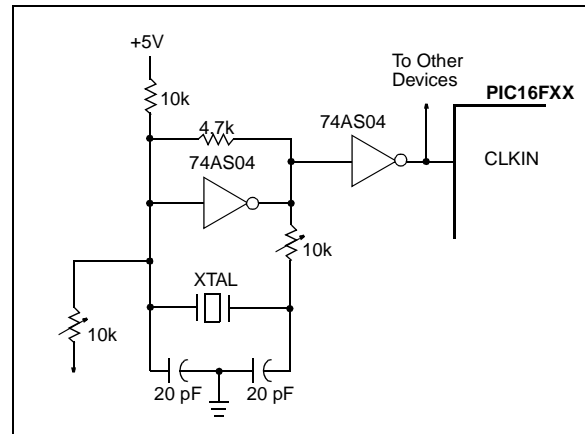 +5V
10k
4.7k
74AS04
74AS04
To Other
Devices
PIC16FXX
CLKIN
10k
XTAL
10k
20 pF
20 pF